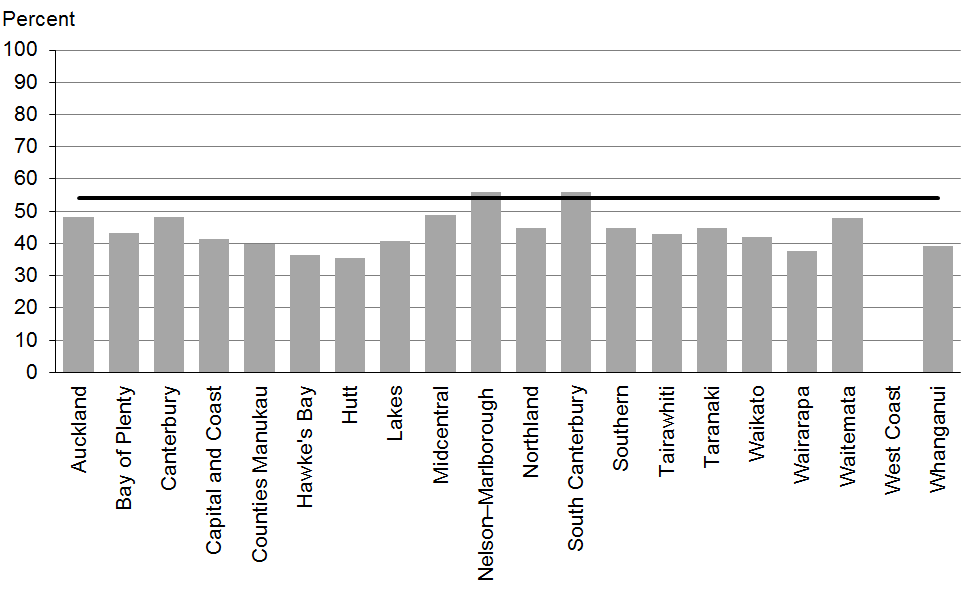 Percent
100
90
80
70
60
50
40
30
20
10
0
Auckland
Bay of Plenty
Canterbury
Capital and Coast
Counties Manukau
Hawke's Bay
Hutt
Lakes
Midcentral
Nelson–Marlborough
Northland
South Canterbury
Southern
Tairawhiti
Taranaki
Waikato
Wairarapa
Waitemata
West Coast
Whanganui